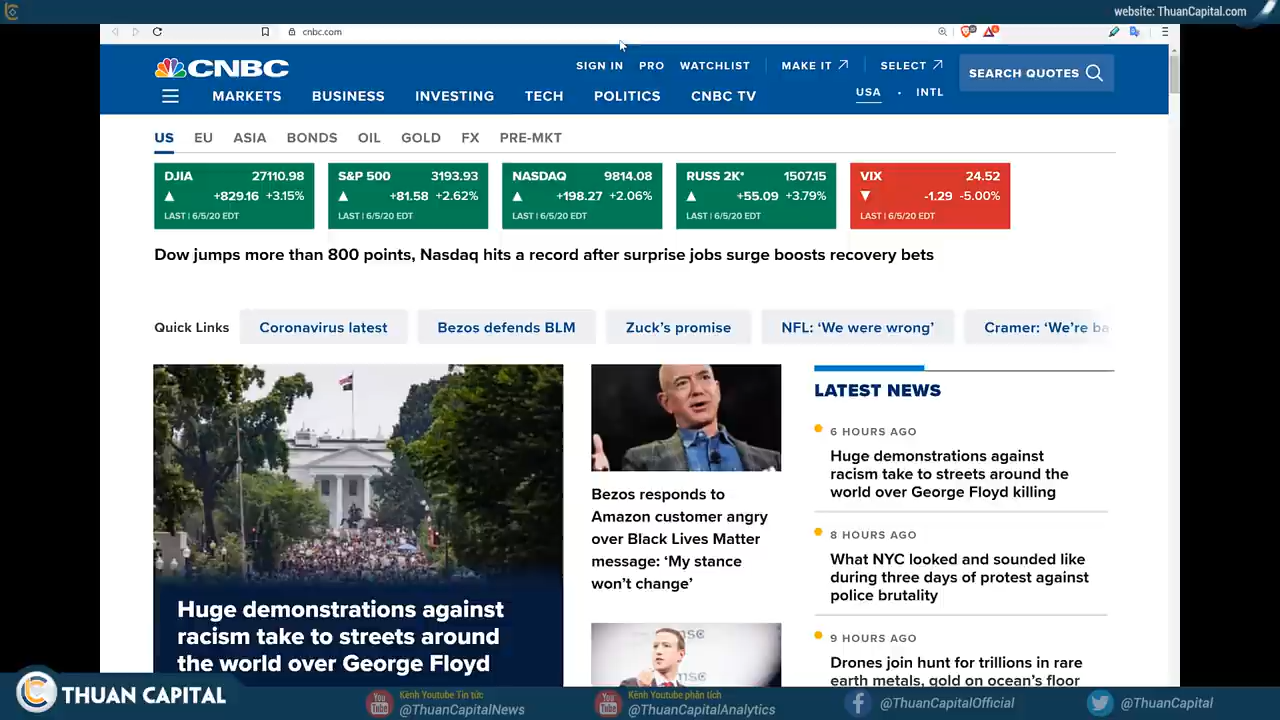 website: ThuanCapital.com
cnbc.com
CNBC
SIGN IN PRO WATCHLIST MAKE IT SELECT
SEARCH QUOTES
MARKETS BUSINESS INVESTING TECH POLITICS CNBC TV
USA · INTL
US EU ASIA BONDS OIL GOLD FX PRE-MKT
DJIA 27110.98
▲ +829.16 +3.15%
LAST | 6/5/20 EDT
S&P 500 3193.93
▲ +81.58 +2.62%
LAST | 6/5/20 EDT
NASDAQ 9814.08
▲ +198.27 +2.06%
LAST | 6/5/20 EDT
RUSS 2K* 1507.15
▲ +55.09 +3.79%
LAST | 6/5/20 EDT
VIX 24.52
▼ -1.29 -5.00%
LAST | 6/5/20 EDT
Dow jumps more than 800 points, Nasdaq hits a record after surprise jobs surge boosts recovery bets
Quick Links
Coronavirus latest
Bezos defends BLM
Zuck's promise
NFL: ‘We were wrong’
Cramer: ‘We're ba
Huge demonstrations against
racism take to streets around
the world over George Floyd
Bezos responds to
Amazon customer angry
over Black Lives Matter
message: ‘My stance
won't change’
LATEST NEWS
6 HOURS AGO
Huge demonstrations against
racism take to streets around the
world over George Floyd killing
8 HOURS AGO
What NYC looked and sounded like
during three days of protest against
police brutality
9 HOURS AGO
Drones join hunt for trillions in rare
earth metals, gold on ocean's floor
THUAN CAPITAL
Kênh Youtube Tin tức
@ThuanCapitalNews
Kênh Youtube phân tích
@ThuanCapitalAnalytics
@ThuanCapitalOfficial
@ThuanCapital